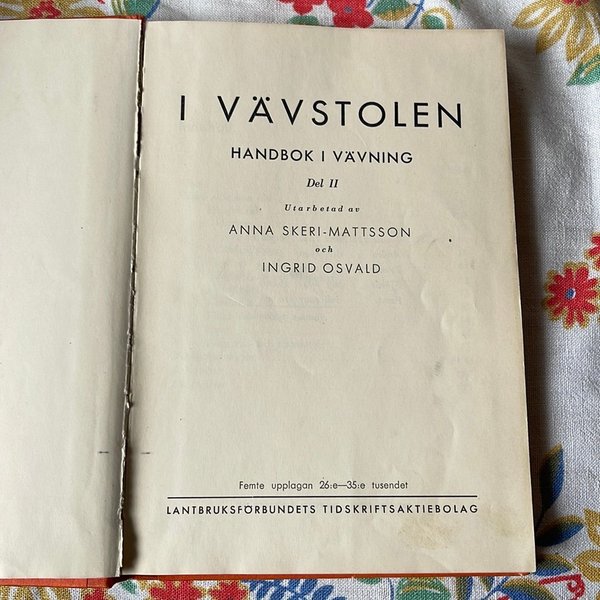 I VÄVSTOLEN
HANDBOK I VÄVNING
Del II
Utarbetad av
ANNA SKERI-MATTSSON
och
INGRID OSVALD
Femte upplagan 26:e—35:e tusendet
LANTBRUKSFÖRBUNDETS TIDSKRIFTSAKTIEBOLAG